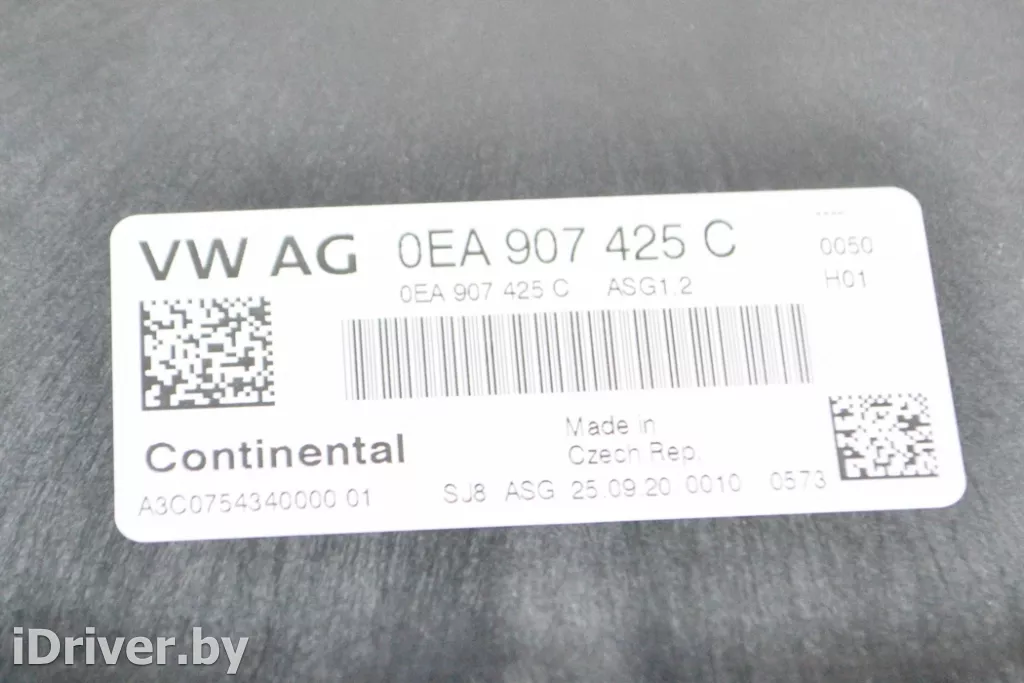 VW AG 0EA 907 425 C
0050
0EA 907 425 C ASG1.2
H01
Continental
Made in
Czech Rep.
A3C0754340000 01
SJ8 ASG 25.09.20 0010 0573
iDriver.by